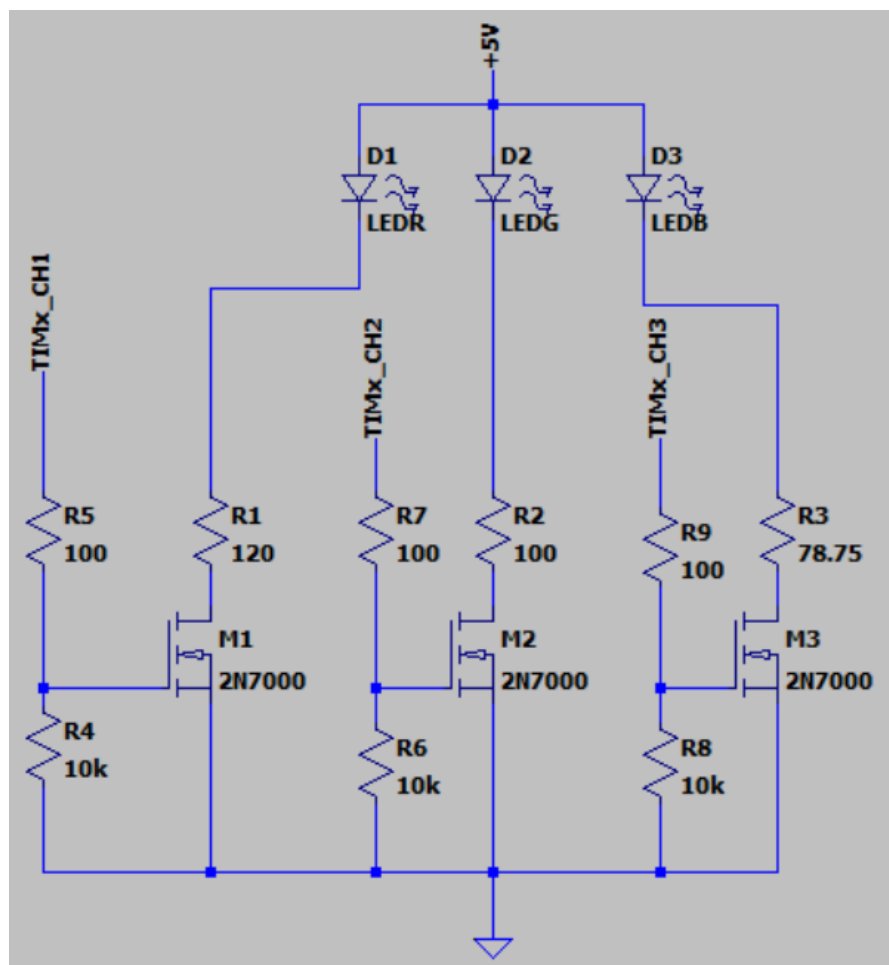 +5V
D1
LEDR
D2
LEDG
D3
LEDB
TIMx_CH1
TIMx_CH2
TIMx_CH3
R5
100
R1
120
R7
100
R2
100
R9
100
R3
78.75
M1
2N7000
M2
2N7000
M3
2N7000
R4
10k
R6
10k
R8
10k